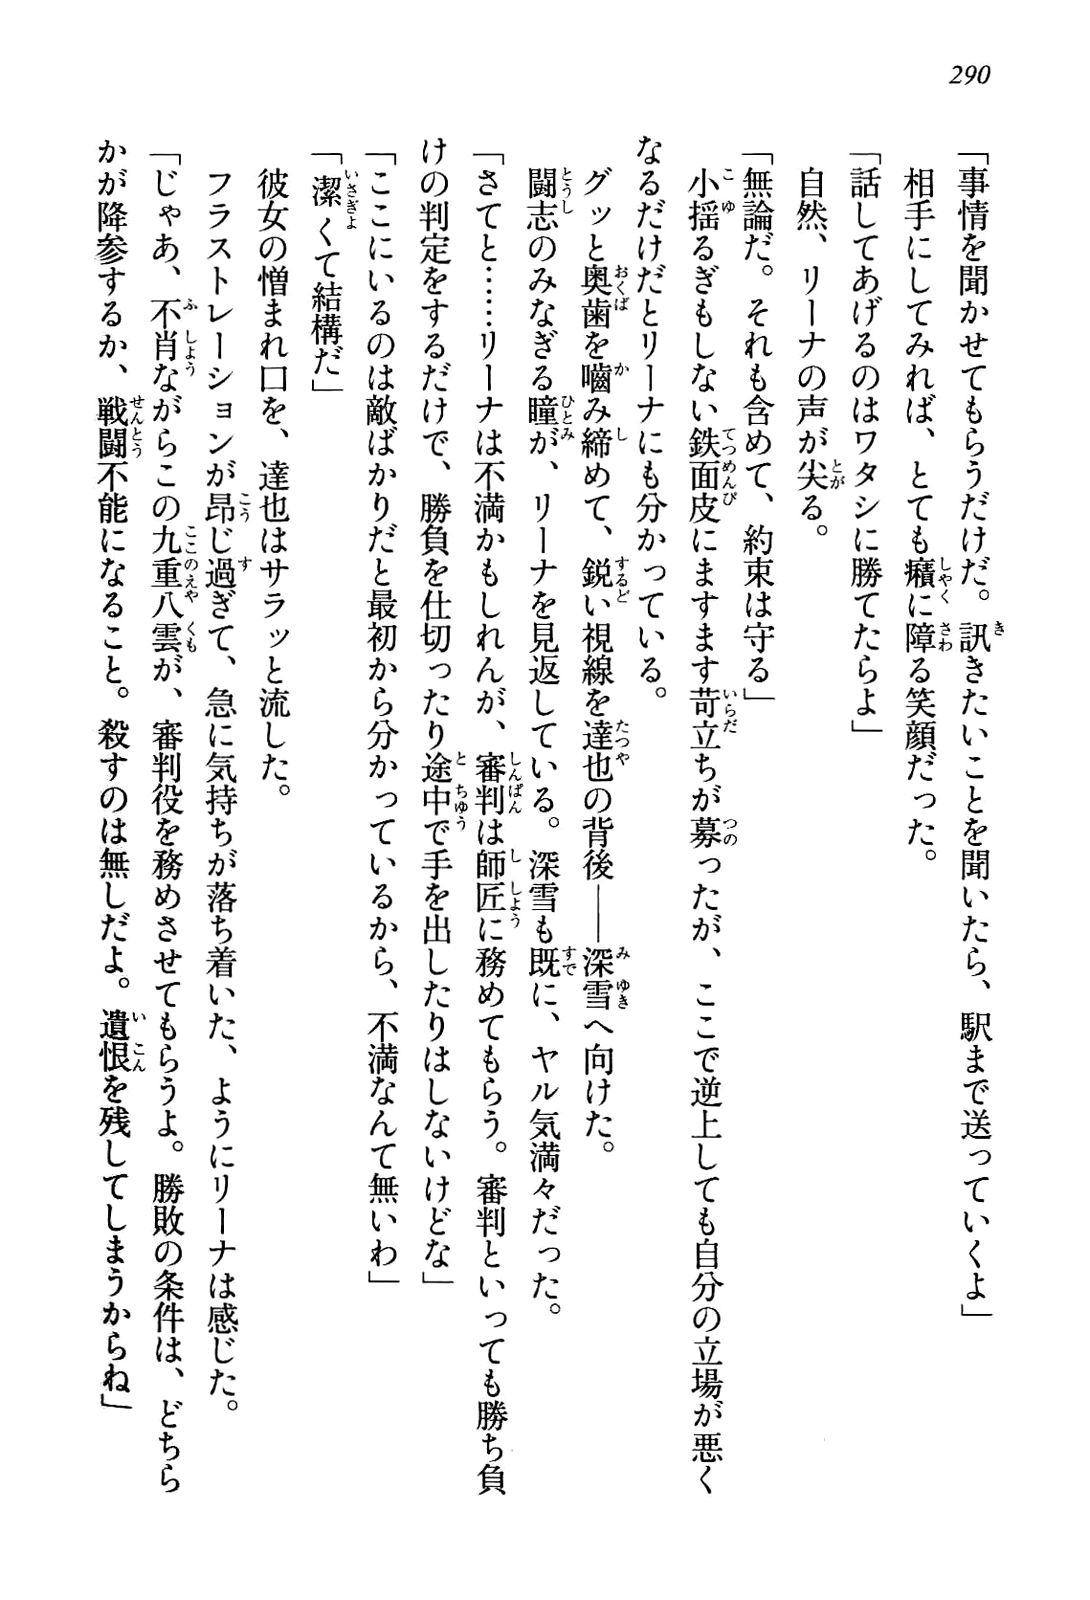 290
「事情を聞かせてもらうだけだ。訊きたいことを聞いたら、駅まで送っていくよ」
相手にしてみれば、とても癪に障る笑顔だった。
「話してあげるのはワタシに勝てたらよ」
自然、リーナの声が尖る。
「無論だ。それも含めて、約束は守る」
小揺るぎもしない鉄面皮にますます苛立ちが募ったが、ここで逆上しても自分の立場が悪く
なるだけだとリーナにも分かっている。
グッと奥歯を嚙み締めて、鋭い視線を達也の背後――深雪へ向けた。
闘志のみなぎる瞳が、リーナを見返している。深雪も既に、ヤル気満々だった。
「さてと……リーナは不満かもしれんが、審判は師匠に務めてもらう。審判といっても勝ち負
けの判定をするだけで、勝負を仕切ったり途中で手を出したりはしないけどな」
「ここにいるのは敵ばかりだと最初から分かっているから、不満なんて無いわ」
「潔くて結構だ」
彼女の憎まれ口を、達也はサラッと流した。
フラストレーションが昂じ過ぎて、急に気持ちが落ち着いた、ようにリーナは感じた。
「じゃあ、不肖ながらこの九重八雲が、審判役を務めさせてもらうよ。勝敗の条件は、どちら
かが降参するか、戦闘不能になること。殺すのは無しだよ。遺恨を残してしまうからね」